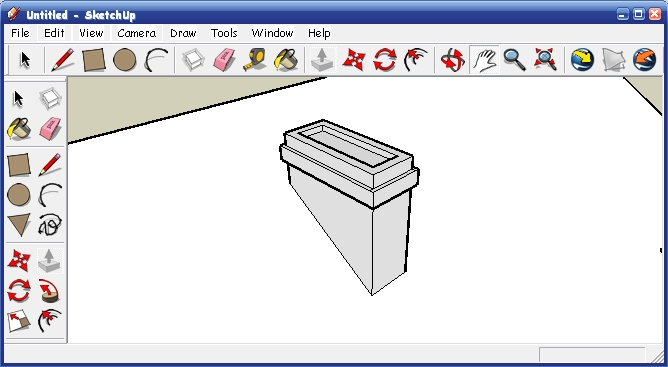 Untitled - SketchUp
File Edit View Camera Draw Tools Window Help